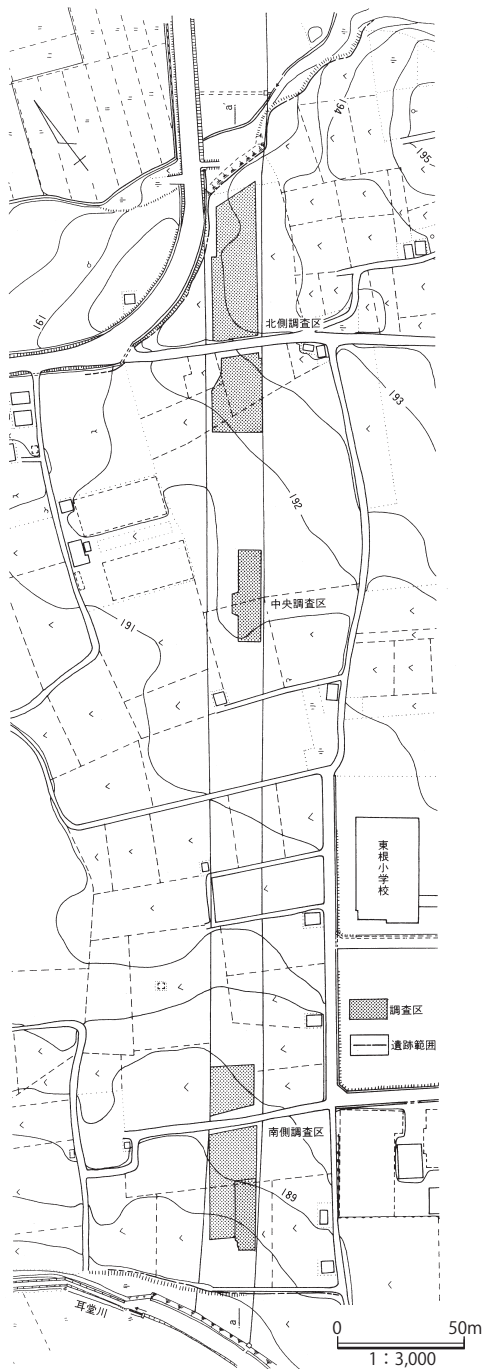 a'
194
195
161
北側調査区
193
192
中央調査区
191
東根小学校
調査区
遺跡範囲
南側調査区
189
耳堂川
a
0 50m
1:3,000